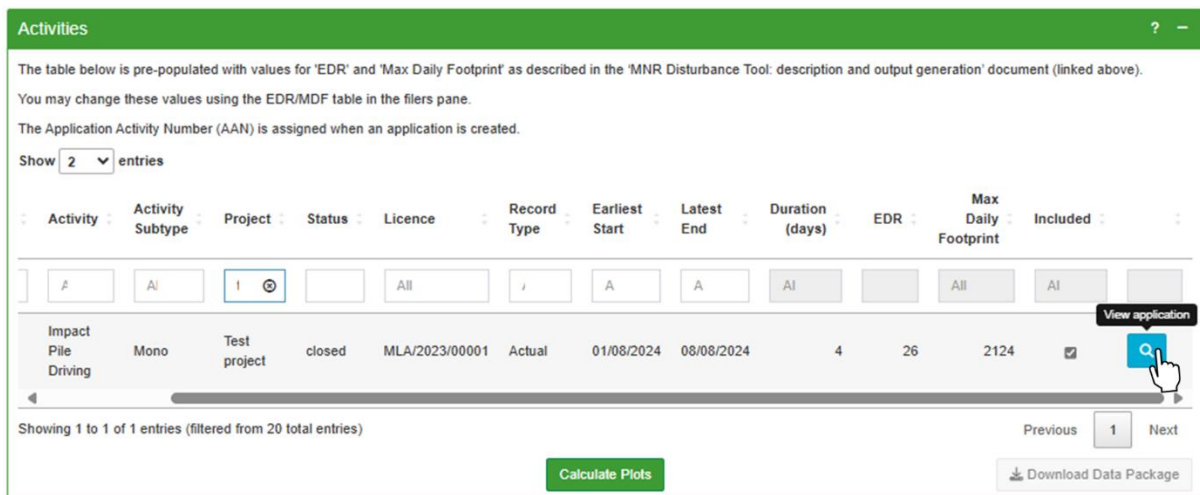 Activities ? −
The table below is pre-populated with values for 'EDR' and 'Max Daily Footprint' as described in the 'MNR Disturbance Tool: description and output generation' document (linked above).
You may change these values using the EDR/MDF table in the filers pane.
The Application Activity Number (AAN) is assigned when an application is created.
Show 2 entries
Activity Activity Subtype Project Status Licence Record Type Earliest Start Latest End Duration (days) EDR Max Daily Footprint Included
Al All A A Al All Al
View application
Impact Pile Driving Mono Test project closed MLA/2023/00001 Actual 01/08/2024 08/08/2024 4 26 2124
Showing 1 to 1 of 1 entries (filtered from 20 total entries)
Previous 1 Next
Calculate Plots
Download Data Package